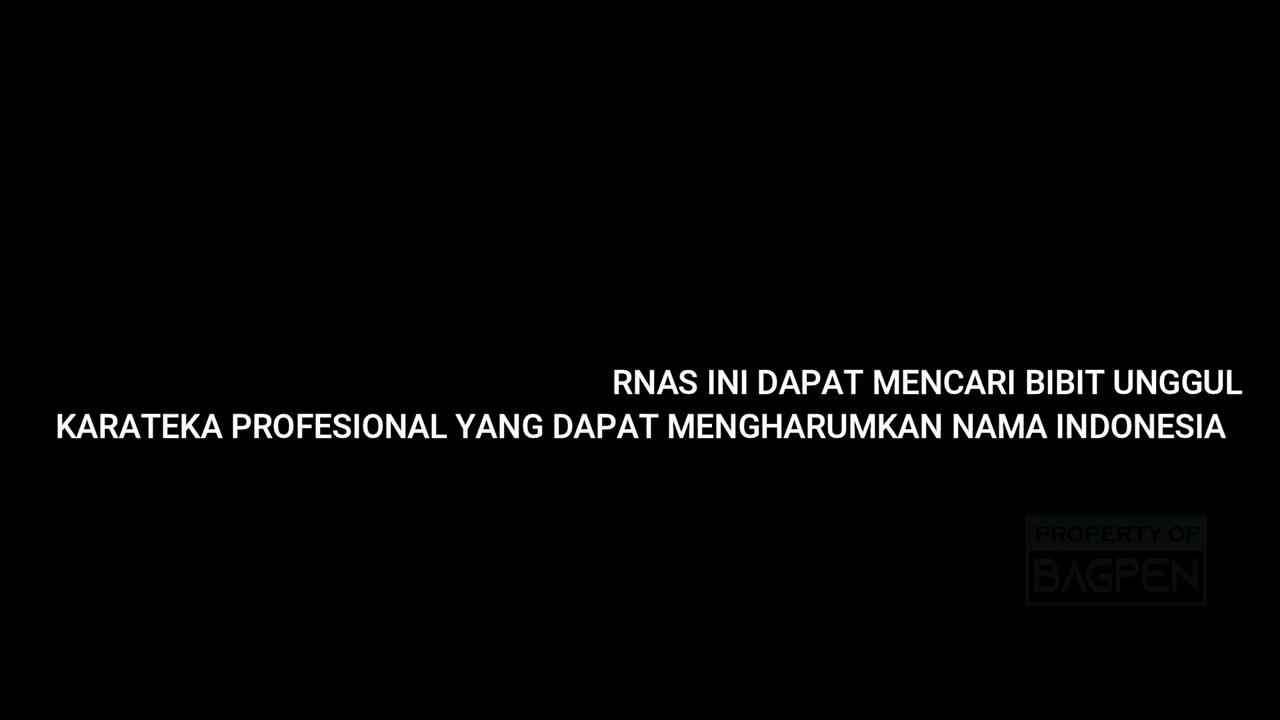 RNAS INI DAPAT MENCARI BIBIT UNGGUL
KARATEKA PROFESIONAL YANG DAPAT MENGHARUMKAN NAMA INDONESIA
PROPERTY OF
BAGPEN